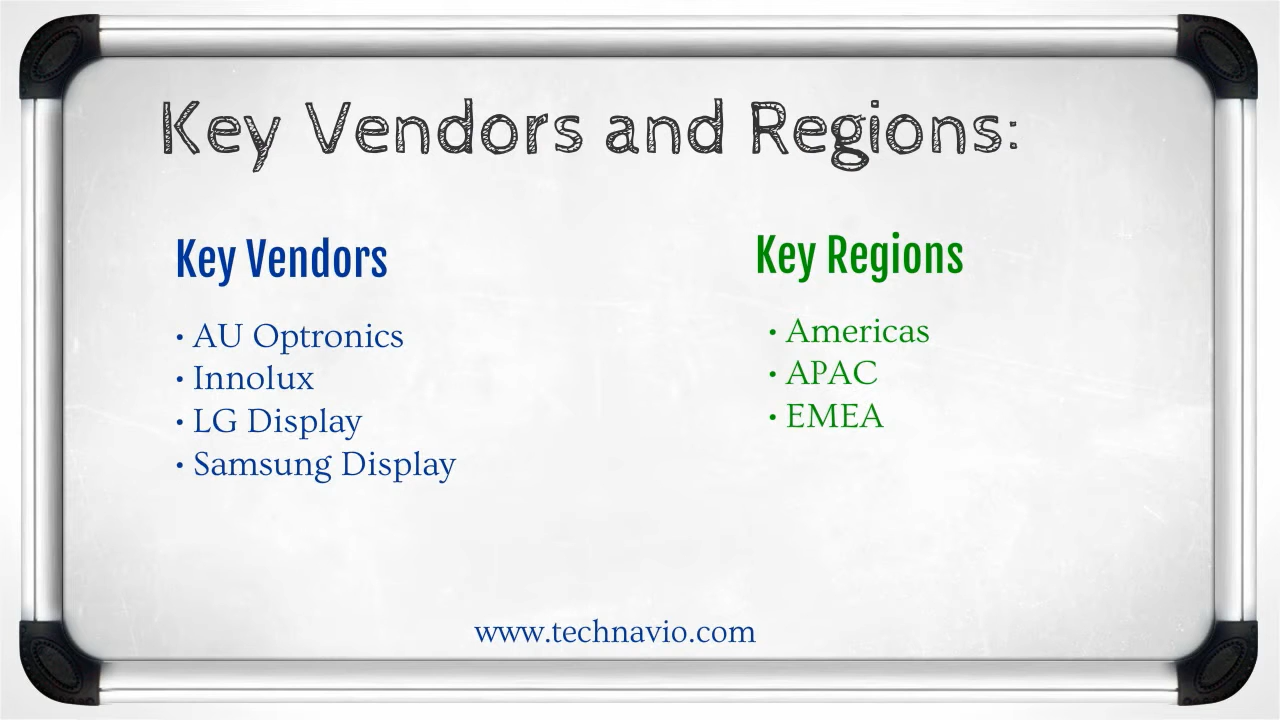 Key Vendors and Regions:
Key Vendors
• AU Optronics
• Innolux
• LG Display
• Samsung Display
Key Regions
• Americas
• APAC
• EMEA
www.technavio.com